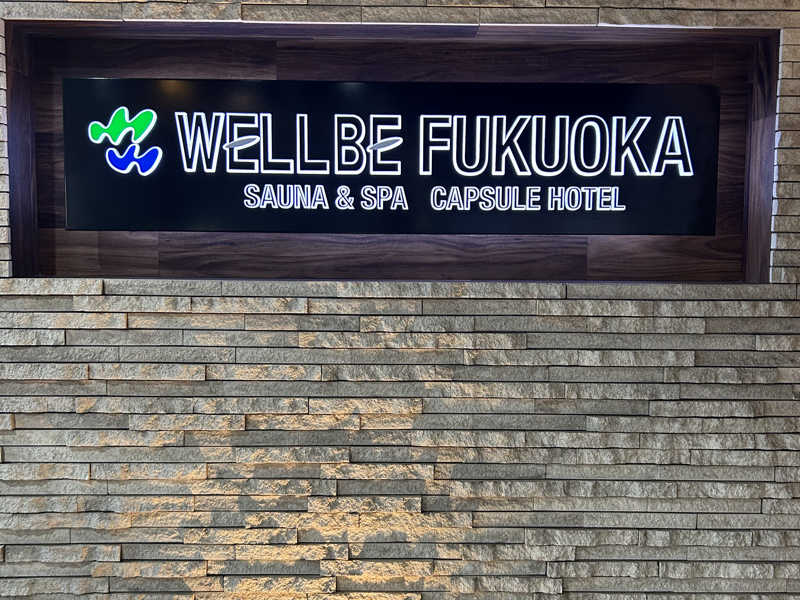 WELLBE FUKUOKA
SAUNA & SPA CAPSULE HOTEL